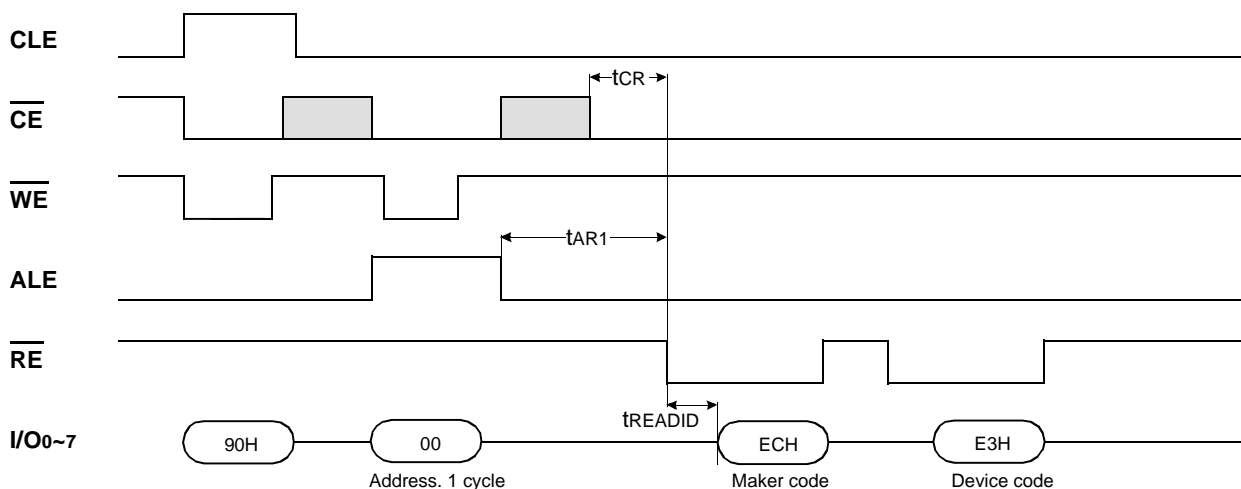 CLE
tCR
CE
WE
tAR1
ALE
RE
tREADID
I/O0~7 90H 00 ECH E3H
Address. 1 cycle Maker code Device code